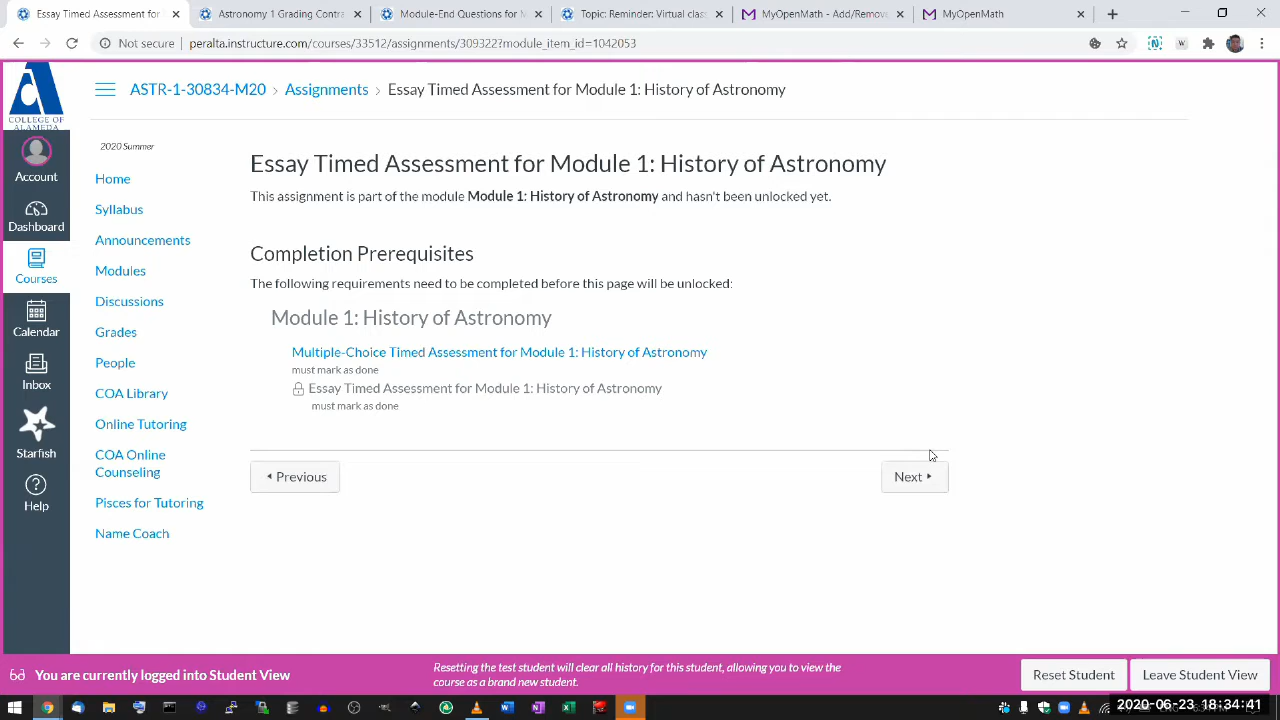 Essay Timed Assessment for M
Astronomy Grading Central:
Module-End Questions for M
Topic Reminder: Virtual class
MyOpenMath - Add/Remov
MyOpenMath
Not secure
peralta.instructure.com/courses/33512/assignments/309322?module_item_id=1042053
COLLEGE OF
ALAMEDA
Account
Dashboard
Courses
Calendar
Inbox
Starfish
Help
ASTR-1-30834-M20 › Assignments › Essay Timed Assessment for Module 1: History of Astronomy
2020 Summer
Home
Syllabus
Announcements
Modules
Discussions
Grades
People
COA Library
Online Tutoring
COA Online
Counseling
Pisces for Tutoring
Name Coach
Essay Timed Assessment for Module 1: History of Astronomy
This assignment is part of the module Module 1: History of Astronomy and hasn't been unlocked yet.
Completion Prerequisites
The following requirements need to be completed before this page will be unlocked:
Module 1: History of Astronomy
Multiple-Choice Timed Assessment for Module 1: History of Astronomy
must mark as done
Essay Timed Assessment for Module 1: History of Astronomy
must mark as done
Previous
Next
You are currently logged into Student View
Resetting the test student will clear all history for this student, allowing you to view the
course as a brand new student.
Reset Student
Leave Student View
2020-06-23 18:34:41